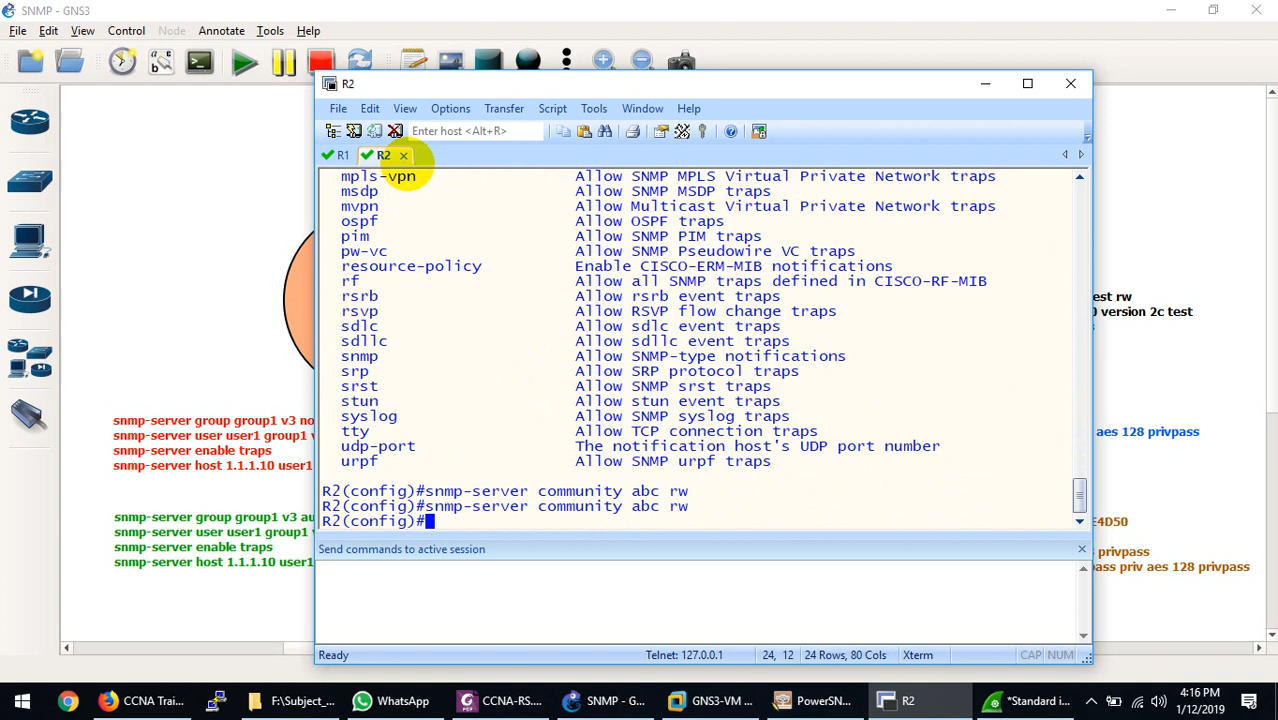 SNMP - GNS3
File Edit View Control Node Annotate Tools Help
R2
File Edit View Options Transfer Script Tools Window Help
Enter host <Alt+R>
R1 R2
mpls-vpn Allow SNMP MPLS Virtual Private Network traps
msdp Allow SNMP MSDP traps
mvpn Allow Multicast Virtual Private Network traps
ospf Allow OSPF traps
pim Allow SNMP PIM traps
pw-vc Allow SNMP Pseudowire VC traps
resource-policy Enable CISCO-ERM-MIB notifications
rf Allow all SNMP traps defined in CISCO-RF-MIB
rsrb Allow rsrb event traps
rsvp Allow RSVP flow change traps
sdlc Allow sdlc event traps
sdllc Allow sdllc event traps
snmp Allow SNMP-type notifications
srp Allow SRP protocol traps
srst Allow SNMP srst traps
stun Allow stun event traps
syslog Allow SNMP syslog traps
tty Allow TCP connection traps
udp-port The notification host's UDP port number
urpf Allow SNMP urpf traps
R2(config)#snmp-server community abc rw
R2(config)#snmp-server community abc rw
R2(config)#
Send commands to active session
Ready Telnet: 127.0.0.1 24, 12 24 Rows, 80 Cols Xterm CAP NUM
snmp-server group group1 v3 no
snmp-server user user1 group1 v
snmp-server enable traps
snmp-server host 1.1.1.10 user1
snmp-server group group1 v3 au
snmp-server user user1 group1 v
snmp-server enable traps
snmp-server host 1.1.1.10 user1
est rw
0 version 2c test
aes 128 privpass
E4D50
privpass
pass priv aes 128 privpass
CCNA Trai... F:\Subject_... WhatsApp CCNA-RS.... SNMP - G... GNS3-VM ... PowerSN... R2 *Standard i... 4:16 PM
1/12/2019